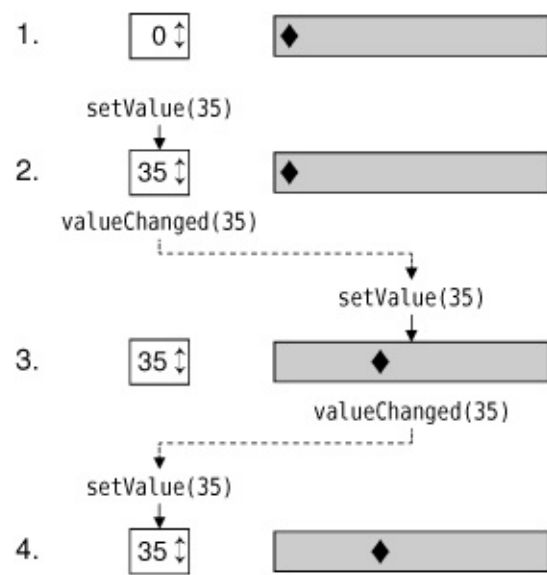 1. 0
setValue(35)
2. 35
valueChanged(35)
setValue(35)
3. 35
valueChanged(35)
setValue(35)
4. 35